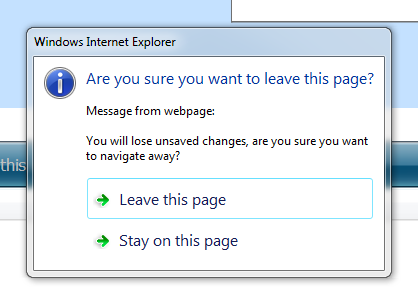 Windows Internet Explorer
Are you sure you want to leave this page?
Message from webpage:
You will lose unsaved changes, are you sure you want
to navigate away?
this
Leave this page
Stay on this page